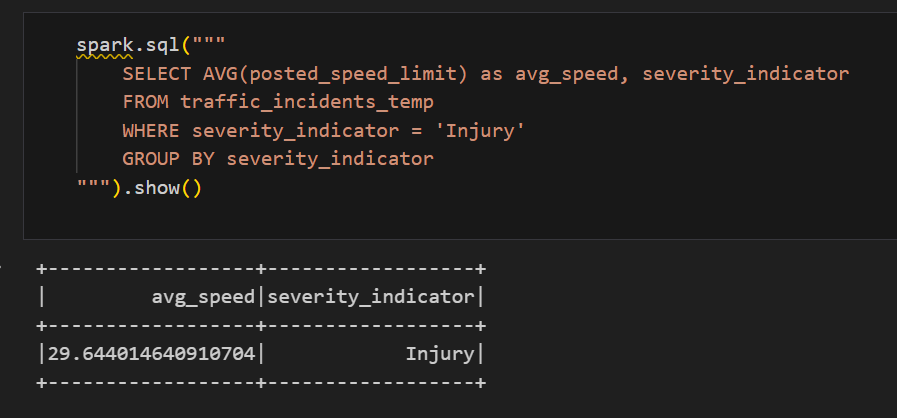 spark.sql("""
SELECT AVG(posted_speed_limit) as avg_speed, severity_indicator
FROM traffic_incidents_temp
WHERE severity_indicator = 'Injury'
GROUP BY severity_indicator
""").show()
+------------------+------------------+
|         avg_speed|severity_indicator|
+------------------+------------------+
|29.644014640910704|            Injury|
+------------------+------------------+